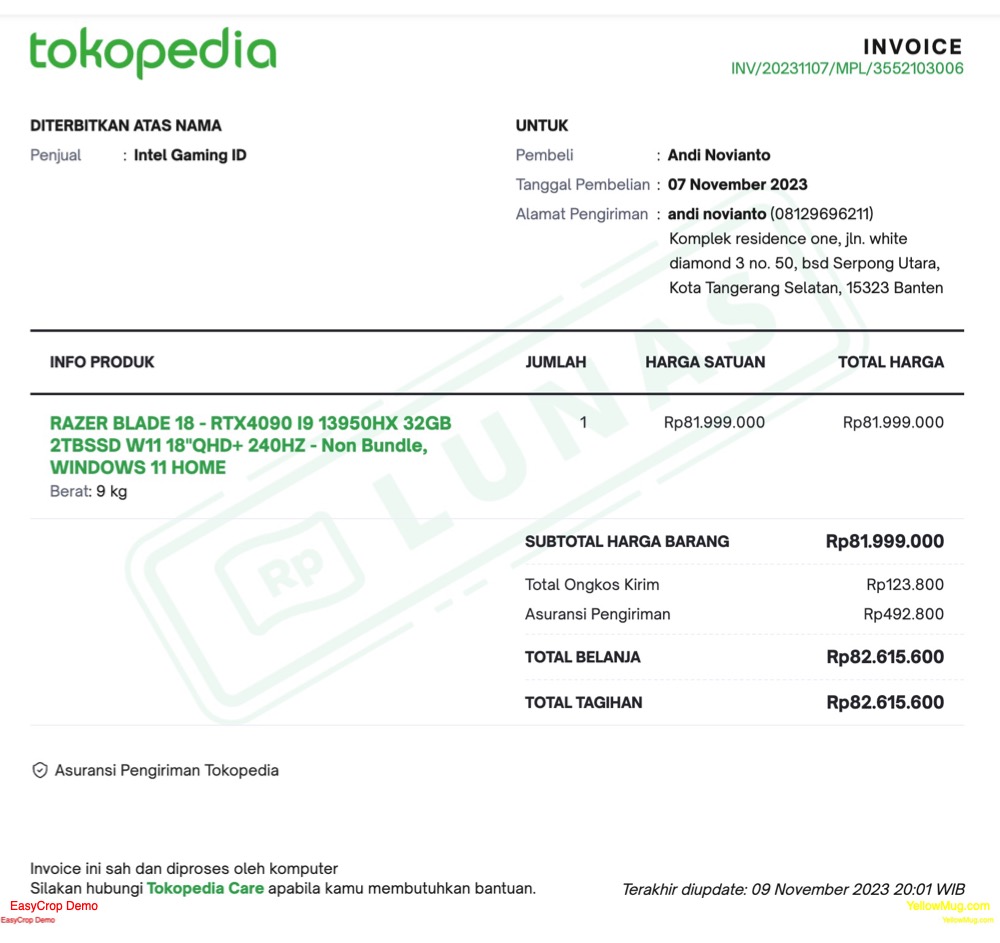 tokopedia
INVOICE
INV/20231107/MPL/3552103006
DITERBITKAN ATAS NAMA
Penjual : Intel Gaming ID
UNTUK
Pembeli : Andi Novianto
Tanggal Pembelian : 07 November 2023
Alamat Pengiriman : andi novianto (08129696211)
Komplek residence one, jln. white
diamond 3 no. 50, bsd Serpong Utara,
Kota Tangerang Selatan, 15323 Banten
INFO PRODUK JUMLAH HARGA SATUAN TOTAL HARGA
RAZER BLADE 18 - RTX4090 I9 13950HX 32GB 1 Rp81.999.000 Rp81.999.000
2TBSSD W11 18"QHD+ 240HZ - Non Bundle,
WINDOWS 11 HOME
Berat: 9 kg
Rp LUNAS
SUBTOTAL HARGA BARANG Rp81.999.000
Total Ongkos Kirim Rp123.800
Asuransi Pengiriman Rp492.800
TOTAL BELANJA Rp82.615.600
TOTAL TAGIHAN Rp82.615.600
Asuransi Pengiriman Tokopedia
Invoice ini sah dan diproses oleh komputer
Silakan hubungi Tokopedia Care apabila kamu membutuhkan bantuan.
Terakhir diupdate: 09 November 2023 20:01 WIB
EasyCrop Demo
YellowMug.com
EasyCrop Demo
YellowMug.com